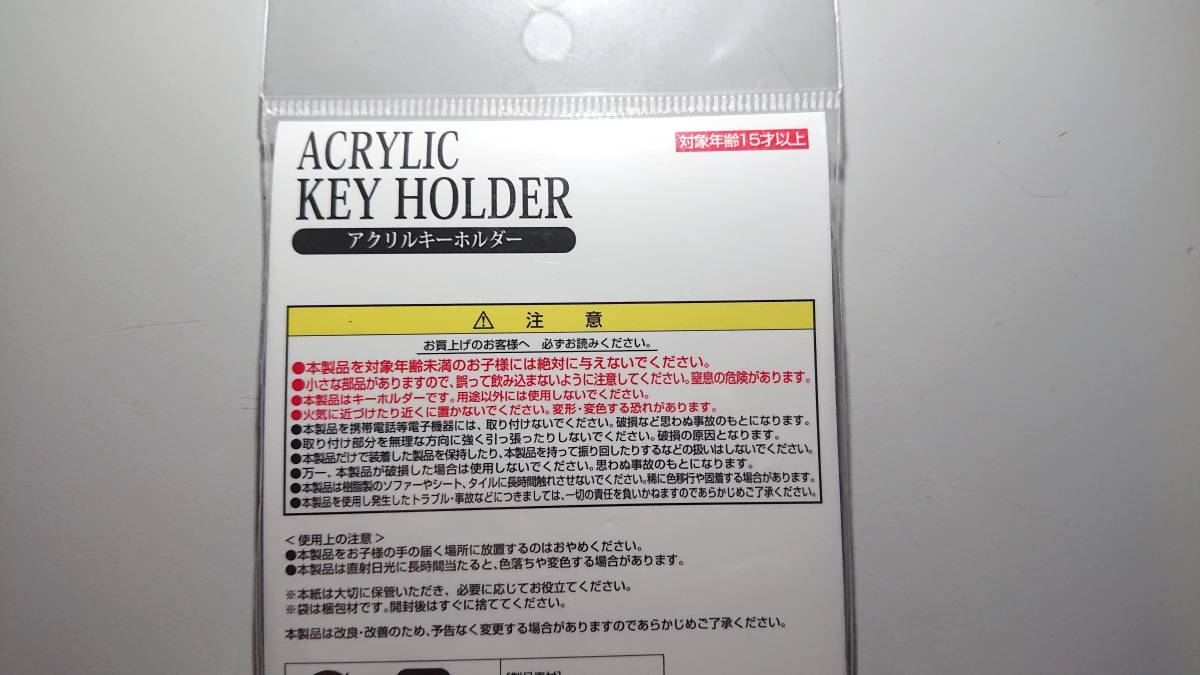 ACRYLIC
KEY HOLDER
アクリルキーホルダー
対象年齢15才以上
⚠ 注 意
お買上げのお客様へ 必ずお読みください。
●本製品を対象年齢未満のお子様には絶対に与えないでください。
●小さな部品がありますので、誤って飲み込まないように注意してください。窒息の危険があります。
●本製品はキーホルダーです。用途以外には使用しないでください。
●火気に近づけたり近くに置かないでください。変形・変色する恐れがあります。
●本製品を携帯電話等電子機器には、取り付けないでください。破損など思わぬ事故のもとになります。
●取り付け部分を無理な方向に強く引っ張ったりしないでください。破損の原因となります。
●本製品だけで装着した製品を保持したり、本製品を持って振り回したりするなどの扱いはしないでください。
●万一、本製品が破損した場合は使用しないでください。思わぬ事故のもとになります。
●本製品は樹脂製のソファーやシート、タイルに長時間触れさせないでください。稀に色移行や固着する場合があります。
●本製品を使用し発生したトラブル・事故などにつきましては、一切の責任を負いかねますのであらかじめご了承ください。
＜使用上の注意＞
●本製品をお子様の手の届く場所に放置するのはおやめください。
●本製品は直射日光に長時間当たると、色落ちや変色する場合があります。
※本紙は大切に保管いただき、必要に応じてお役立てください。
※袋は梱包材です。開封後はすぐに捨ててください。
本製品は改良・改善のため、予告なく変更する場合がありますのであらかじめご了承ください。